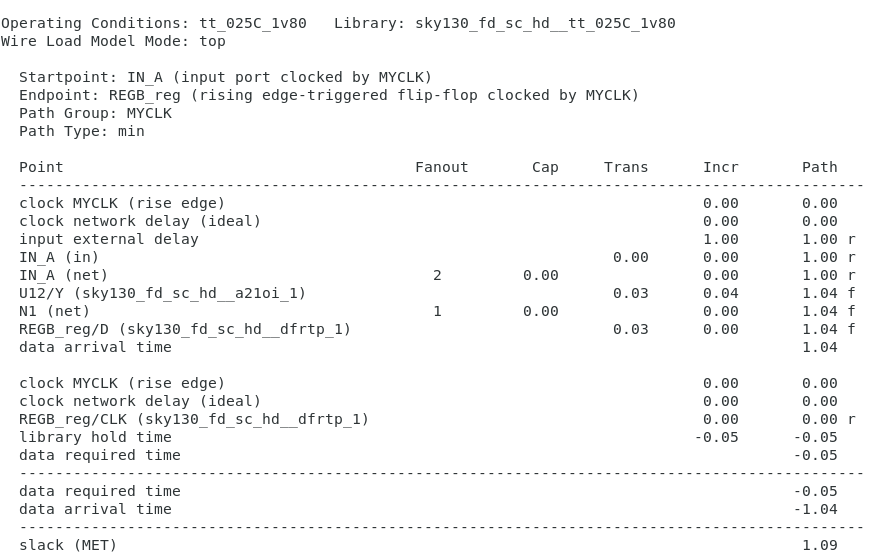 Operating Conditions: tt_025C_1v80   Library: sky130_fd_sc_hd__tt_025C_1v80
Wire Load Model Mode: top
Startpoint: IN_A (input port clocked by MYCLK)
Endpoint: REGB_reg (rising edge-triggered flip-flop clocked by MYCLK)
Path Group: MYCLK
Path Type: min
Point                                       Fanout       Cap     Trans      Incr       Path
----------------------------------------------------------------------------------------------
clock MYCLK (rise edge)                                                     0.00       0.00
clock network delay (ideal)                                                 0.00       0.00
input external delay                                                        1.00       1.00 r
IN_A (in)                                                         0.00      0.00       1.00 r
IN_A (net)                                    2         0.00                0.00       1.00 r
U12/Y (sky130_fd_sc_hd__a21oi_1)                                  0.03      0.04       1.04 f
N1 (net)                                      1         0.00                0.00       1.04 f
REGB_reg/D (sky130_fd_sc_hd__dfrtp_1)                             0.03      0.00       1.04 f
data arrival time                                                                      1.04
clock MYCLK (rise edge)                                                     0.00       0.00
clock network delay (ideal)                                                 0.00       0.00
REGB_reg/CLK (sky130_fd_sc_hd__dfrtp_1)                                     0.00       0.00 r
library hold time                                                          -0.05      -0.05
data required time                                                                    -0.05
----------------------------------------------------------------------------------------------
data required time                                                                    -0.05
data arrival time                                                                     -1.04
----------------------------------------------------------------------------------------------
slack (MET)                                                                            1.09